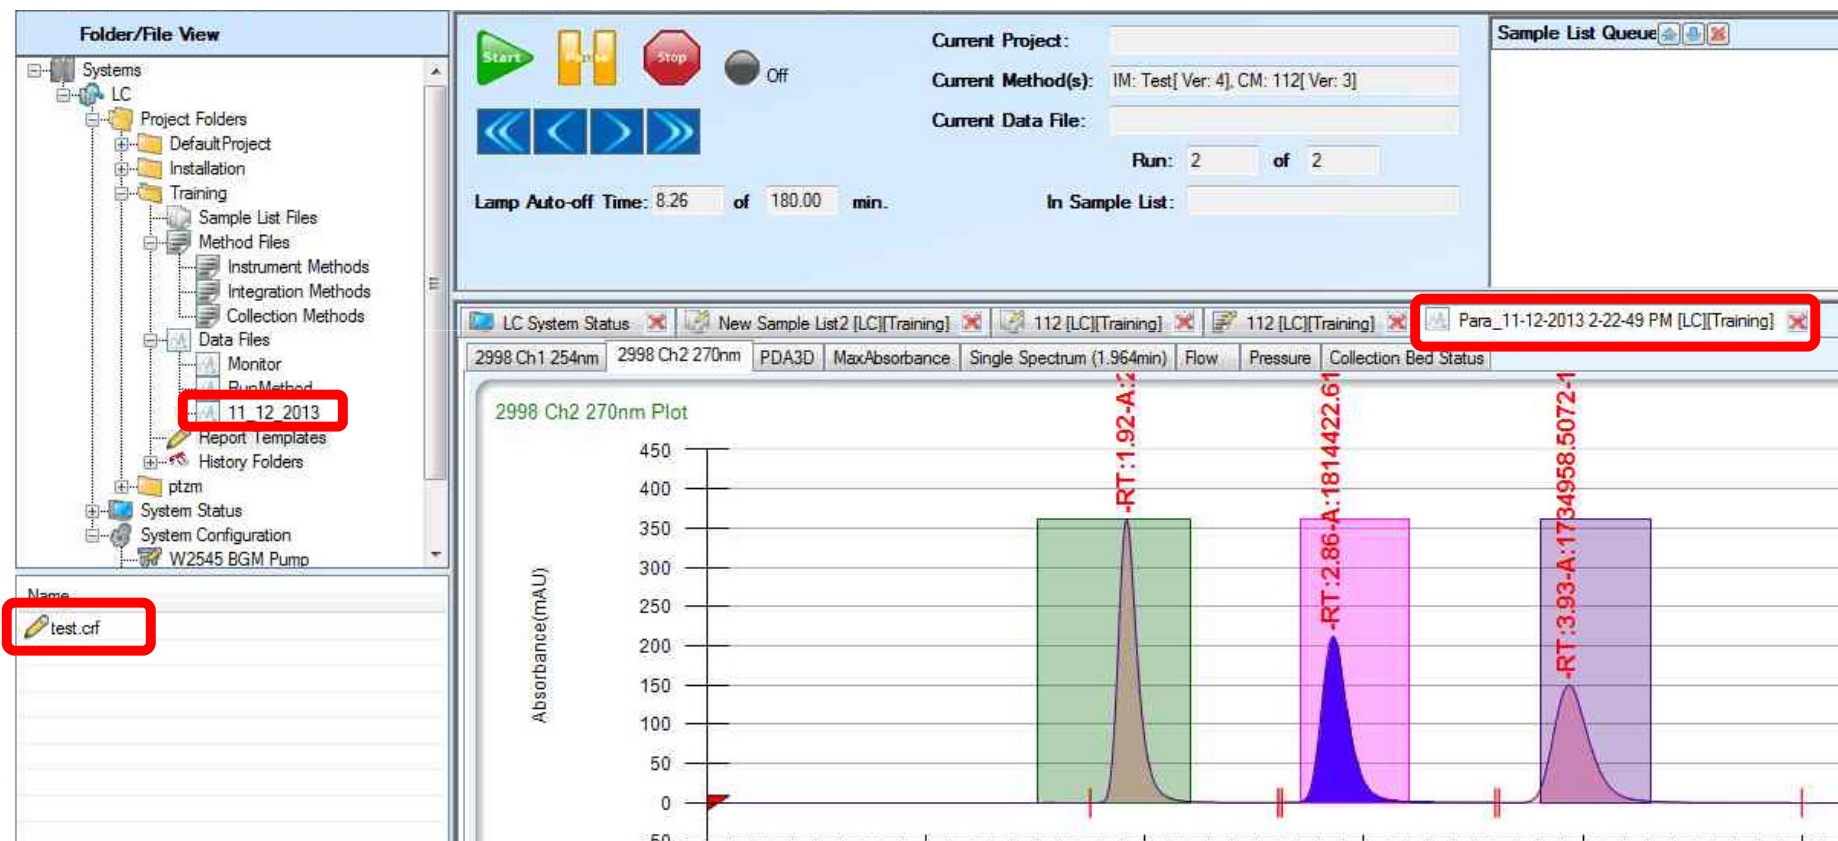 Folder/File View
Systems
LC
Project Folders
DefaultProject
Installation
Training
Sample List Files
Method Files
Instrument Methods
Integration Methods
Collection Methods
Data Files
Monitor
RunMethod
11_12_2013
Report Templates
History Folders
ptzm
System Status
System Configuration
W2545 BGM Pump
Name
test.crf
Start
Pause
Stop
Off
Current Project:
Current Method(s): IM: Test[ Ver: 4], CM: 112[ Ver: 3]
Current Data File:
Run: 2 of 2
Lamp Auto-off Time: 8.26 of 180.00 min.
In Sample List:
Sample List Queue
LC System Status
New Sample List2 [LC][Training]
112 [LC][Training]
112 [LC][Training]
Para_11-12-2013 2-22-49 PM [LC][Training]
2998 Ch1 254nm
2998 Ch2 270nm
PDA3D
MaxAbsorbance
Single Spectrum (1.964min)
Flow
Pressure
Collection Bed Status
2998 Ch2 270nm Plot
Absorbance(mAU)
450
400
350
300
250
200
150
100
50
0
-RT:1.92-A:2
-RT:2.86-A:1814422.61
-RT:3.93-A:1734958.5072-1